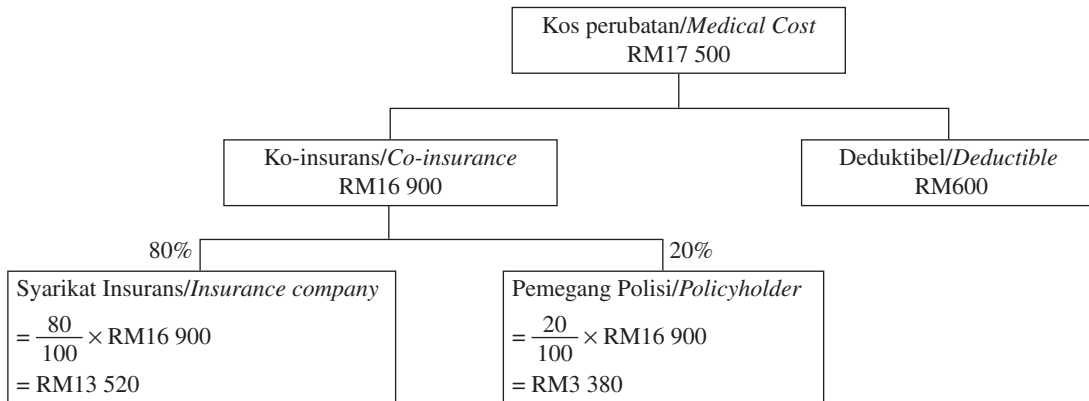 Kos perubatan/Medical Cost
RM17 500
Ko-insurans/Co-insurance
RM16 900
Deduktibel/Deductible
RM600
80%
20%
Syarikat Insurans/Insurance company
= 80/100 × RM16 900
= RM13 520
Pemegang Polisi/Policyholder
= 20/100 × RM16 900
= RM3 380